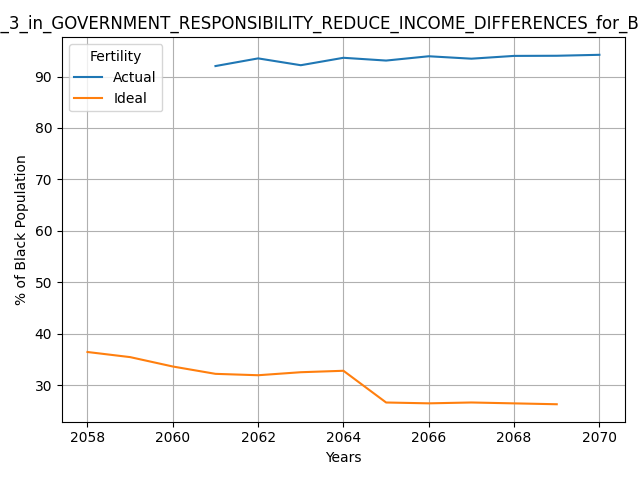 _3_in_GOVERNMENT_RESPONSIBILITY_REDUCE_INCOME_DIFFERENCES_for_B
Fertility
Actual
Ideal
% of Black Population
90
80
70
60
50
40
30
2058 2060 2062 2064 2066 2068 2070
Years